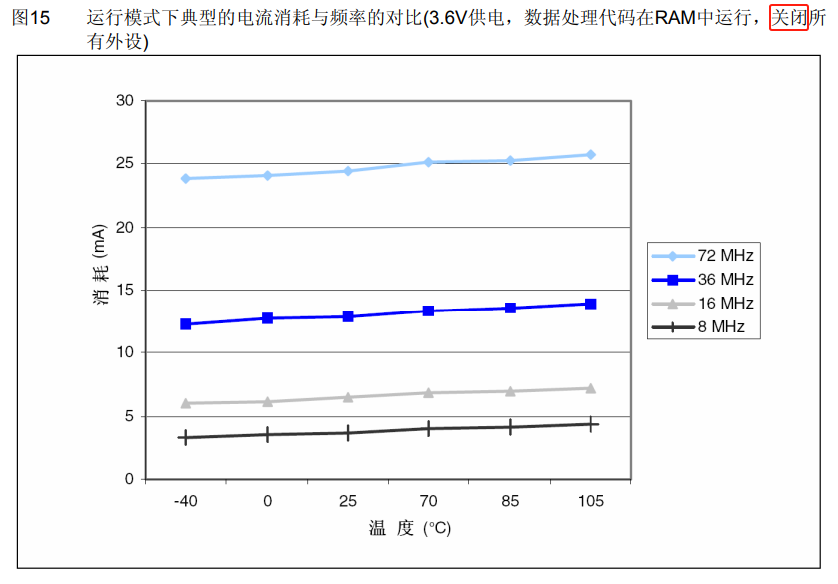 图15 运行模式下典型的电流消耗与频率的对比(3.6V供电，数据处理代码在RAM中运行，关闭所
有外设)
30
25
20
15
10
5
0
消耗 (mA)
-40 0 25 70 85 105
温 度 (°C)
72 MHz
36 MHz
16 MHz
8 MHz